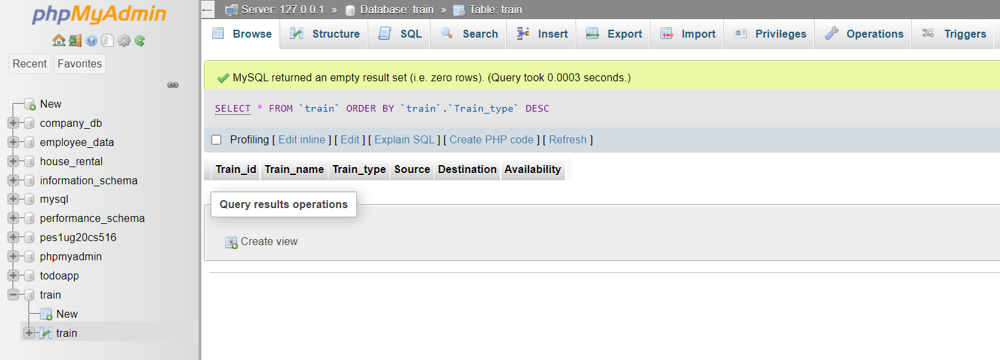 phpMyAdmin
Recent Favorites
New
company_db
employee_data
house_rental
information_schema
mysql
performance_schema
pes1ug20cs516
phpmyadmin
todoapp
train
New
train
Server: 127.0.0.1 » Database: train » Table: train
Browse Structure SQL Search Insert Export Import Privileges Operations Triggers
MySQL returned an empty result set (i.e. zero rows). (Query took 0.0003 seconds.)
SELECT * FROM `train` ORDER BY `train`.`Train_type` DESC
Profiling [ Edit inline ] [ Edit ] [ Explain SQL ] [ Create PHP code ] [ Refresh ]
Train_id Train_name Train_type Source Destination Availability
Query results operations
Create view